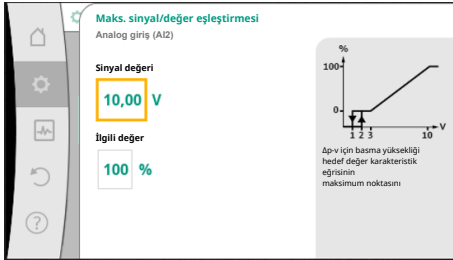 Maks. sinyal/değer eşleştirmesi
Analog giriş (AI2)
Sinyal değeri
10,00 V
İlgili değer
100 %
%
100
0
V
1 2 3 10
Δp-v için basma yüksekliği
hedef değer karakteristik
eğrisinin
maksimum noktasını
?